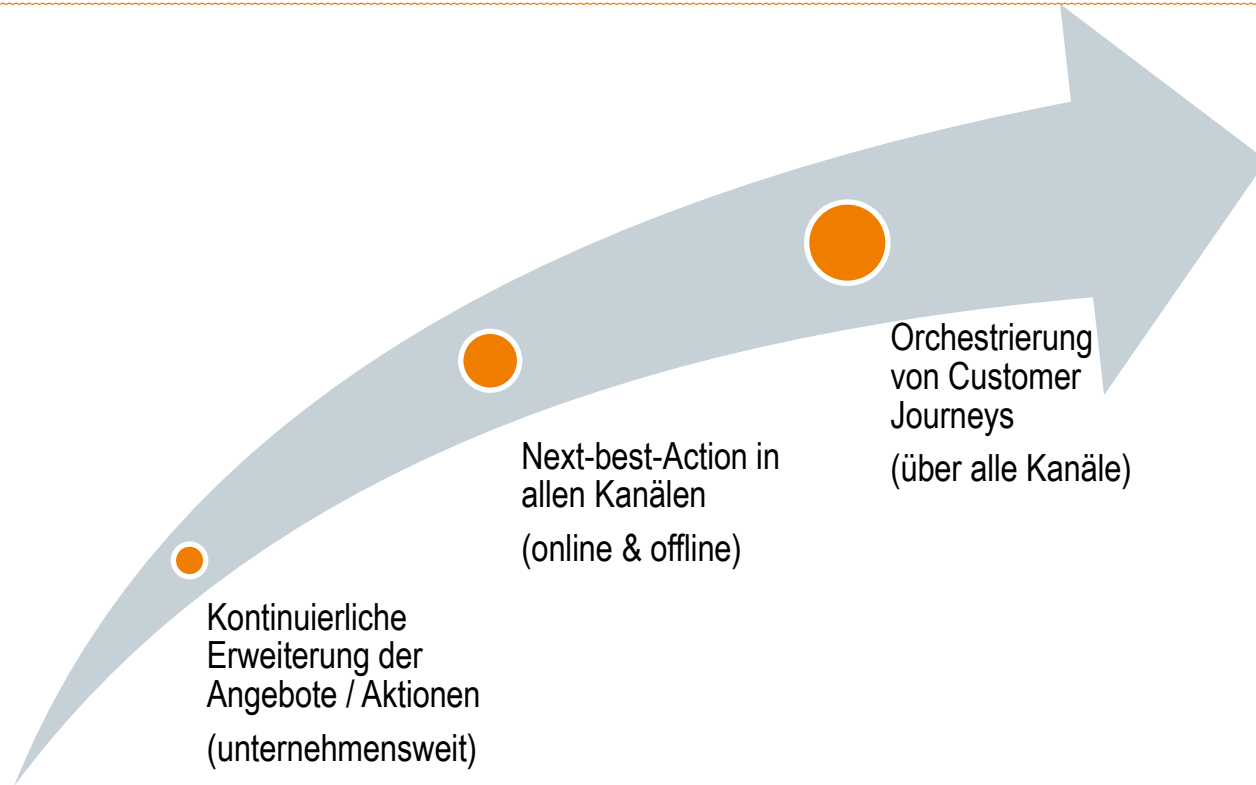 Kontinuierliche
Erweiterung der
Angebote / Aktionen
(unternehmensweit)
Next-best-Action in
allen Kanälen
(online & offline)
Orchestrierung
von Customer
Journeys
(über alle Kanäle)